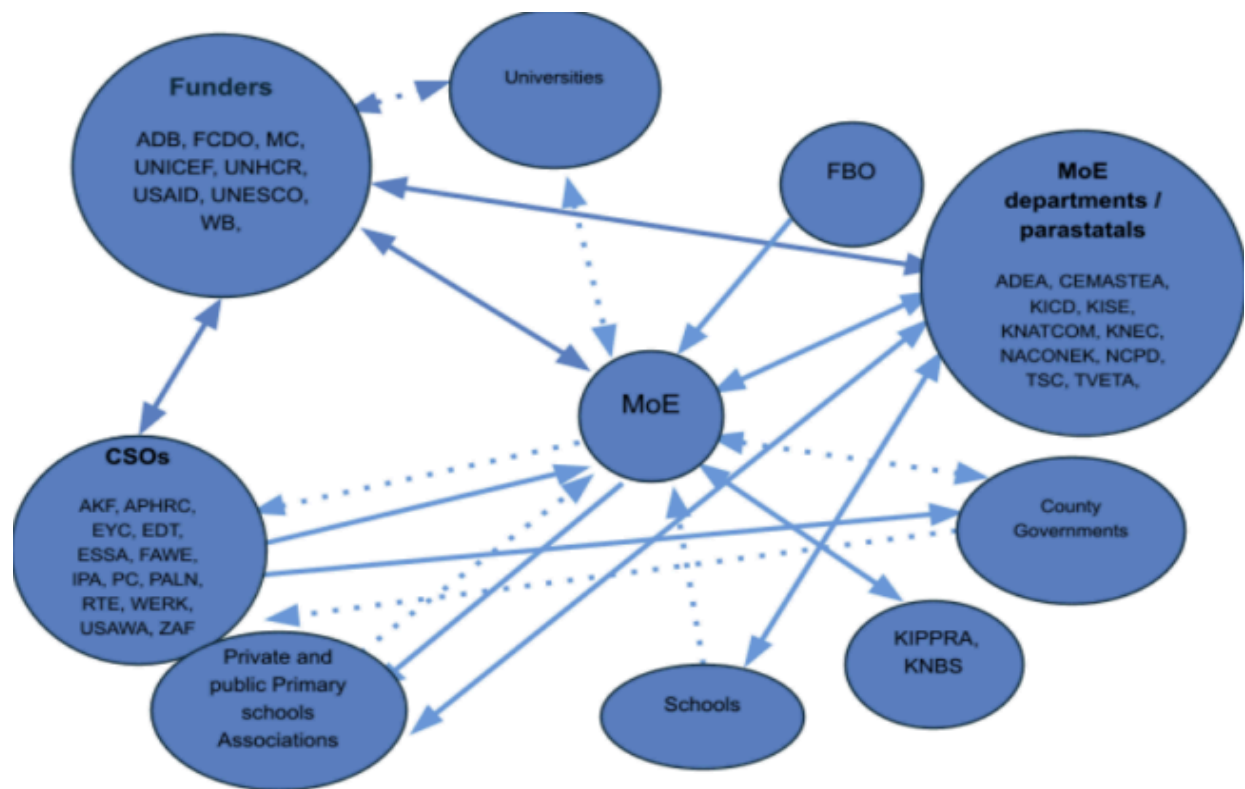 Funders
ADB, FCDO, MC,
UNICEF, UNHCR,
USAID, UNESCO,
WB,
Universities
FBO
MoE
departments /
parastatals
ADEA, CEMASTEA,
KICD, KISE,
KNATCOM, KNEC,
NACONEK, NCPD,
TSC, TVETA,
MoE
CSOs
AKF, APHRC,
EYC, EDT,
ESSA, FAWE,
IPA, PC, PALN,
RTE, WERK,
USAWA, ZAF
County
Governments
KIPPRA,
KNBS
Private and
public Primary
schools
Associations
Schools